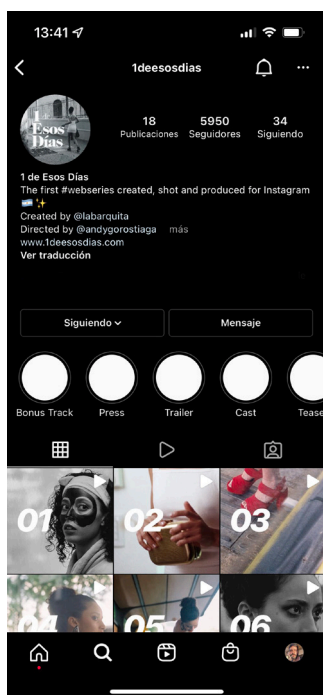 13:41
1deesosdias
1 +
Esos
Días
18
5950
34
Publicaciones
Seguidores
Siguiendo
1 de Esos Días
The first #webseries created, shot and produced for Instagram
Created by @labarquita
Directed by @andygorostiaga más
www.1deesosdias.com
Ver traducción
Siguiendo
Mensaje
Bonus Track
Press
Trailer
Cast
Tease
01
02
03
04
05
06